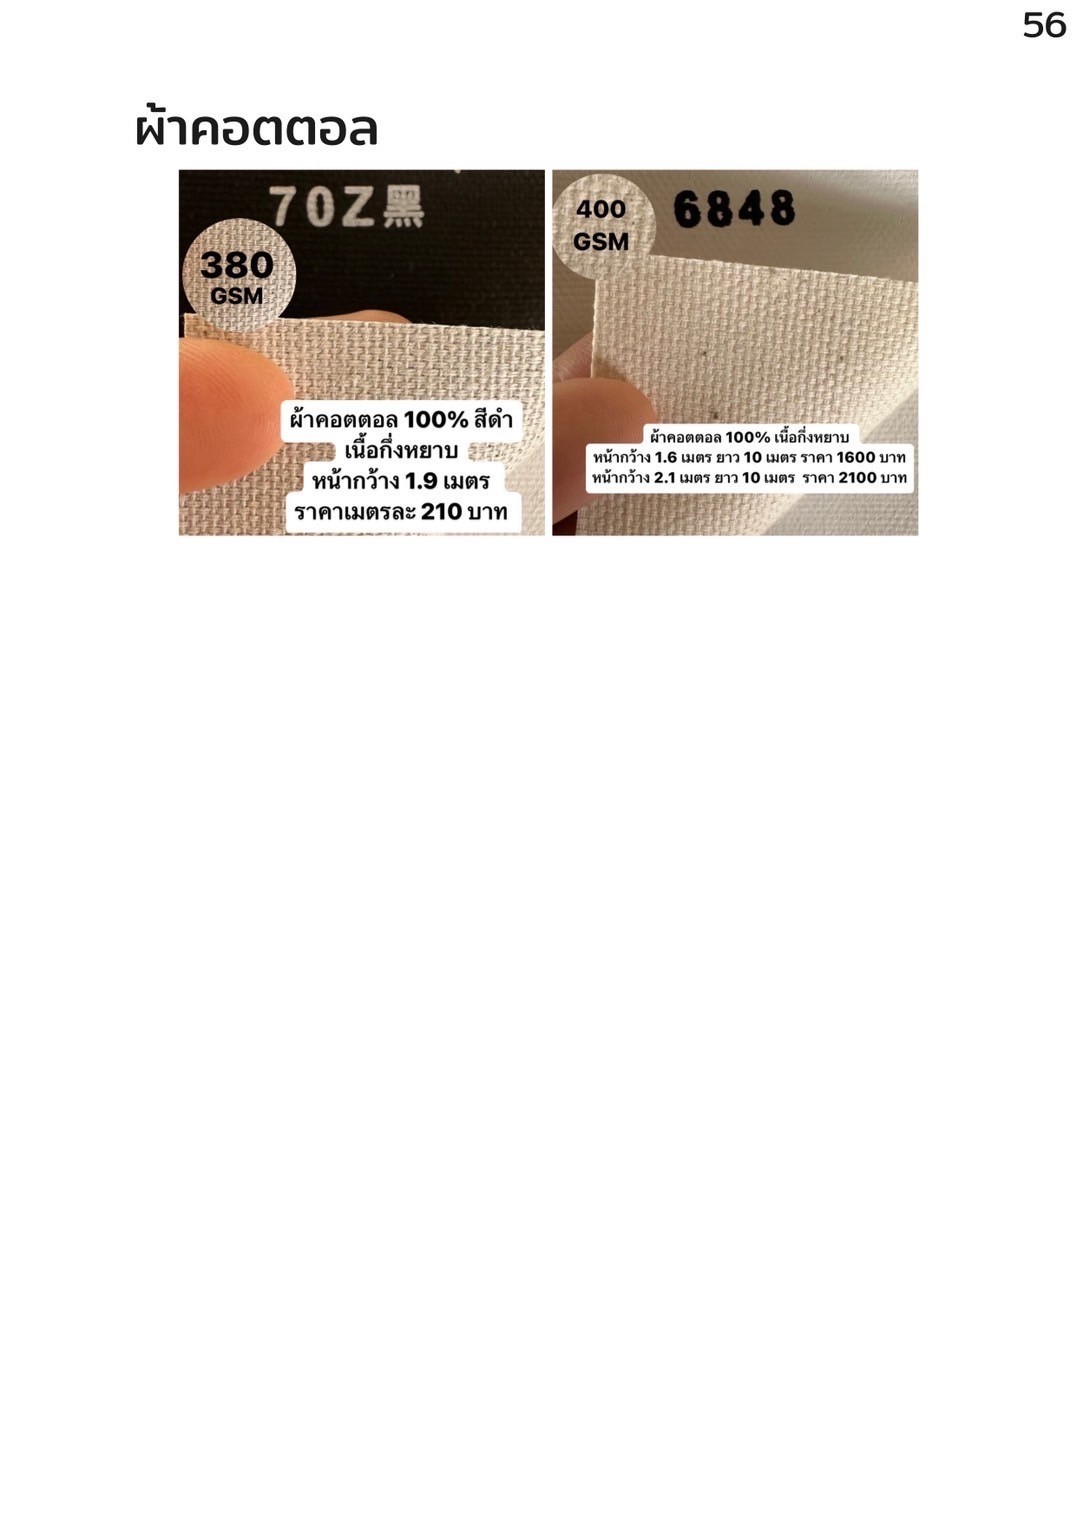 56
ผ้าคอตตอล
70Z黑
380
GSM
ผ้าคอตตอล 100% สีดำ
เนื้อกึ่งหยาบ
หน้ากว้าง 1.9 เมตร
ราคาเมตรละ 210 บาท
400
GSM
6848
ผ้าคอตตอล 100% เนื้อกึ่งหยาบ
หน้ากว้าง 1.6 เมตร ยาว 10 เมตร ราคา 1600 บาท
หน้ากว้าง 2.1 เมตร ยาว 10 เมตร ราคา 2100 บาท